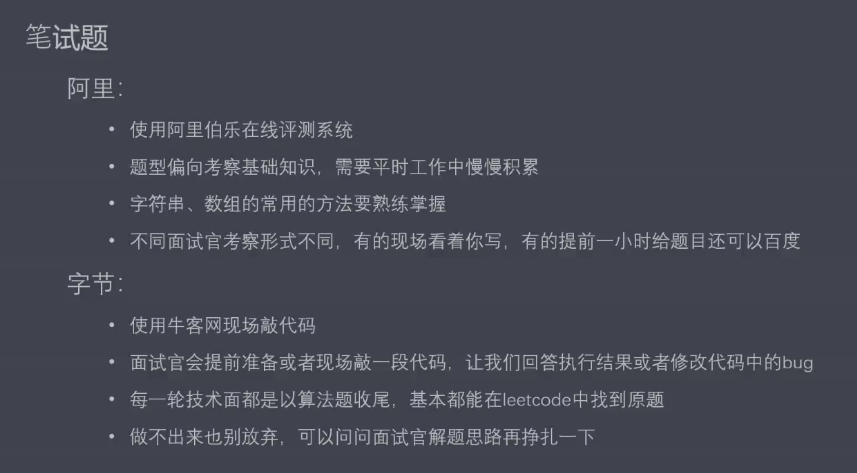 笔试题
阿里：
• 使用阿里伯乐在线评测系统
• 题型偏向考察基础知识，需要平时工作中慢慢积累
• 字符串、数组的常用的方法要熟练掌握
• 不同面试官考察形式不同，有的现场看着你写，有的提前一小时给题目还可以百度
字节：
• 使用牛客网现场敲代码
• 面试官会提前准备或者现场敲一段代码，让我们回答执行结果或者修改代码中的bug
• 每一轮技术面都是以算法题收尾，基本都能在leetcode中找到原题
• 做不出来也别放弃，可以问问面试官解题思路再挣扎一下